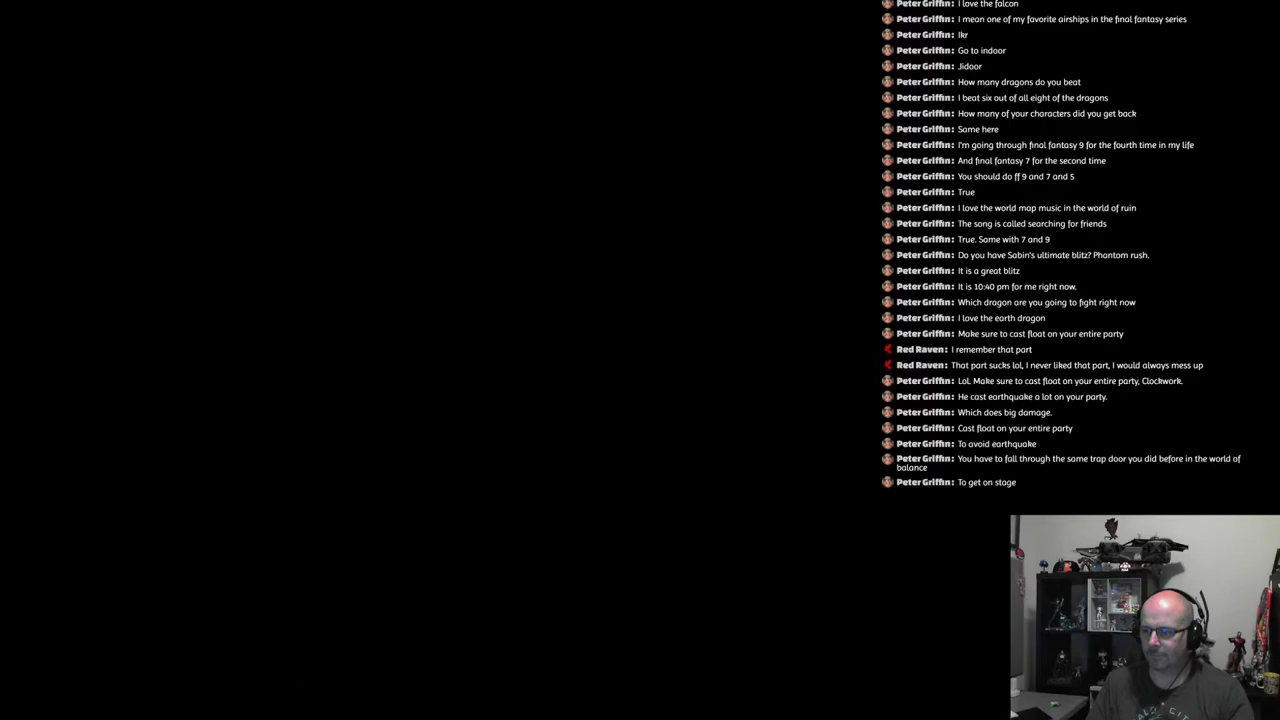 Peter Griffin: I love the falcon
Peter Griffin: I mean one of my favorite airships in the final fantasy series
Peter Griffin: Ikr
Peter Griffin: Go to indoor
Peter Griffin: Jidoor
Peter Griffin: How many dragons do you beat
Peter Griffin: I beat six out of all eight of the dragons
Peter Griffin: How many of your characters did you get back
Peter Griffin: Same here
Peter Griffin: I'm going through final fantasy 9 for the fourth time in my life
Peter Griffin: And final fantasy 7 for the second time
Peter Griffin: You should do ff 9 and 7 and 5
Peter Griffin: True
Peter Griffin: I love the world map music in the world of ruin
Peter Griffin: The song is called searching for friends
Peter Griffin: True. Same with 7 and 9
Peter Griffin: Do you have Sabin's ultimate blitz? Phantom rush.
Peter Griffin: It is a great blitz
Peter Griffin: It is 10:40 pm for me right now.
Peter Griffin: Which dragon are you going to fight right now
Peter Griffin: I love the earth dragon
Peter Griffin: Make sure to cast float on your entire party
Red Raven: I remember that part
Red Raven: That part sucks lol, I never liked that part, I would always mess up
Peter Griffin: Lol. Make sure to cast float on your entire party, Clockwork.
Peter Griffin: He cast earthquake a lot on your party.
Peter Griffin: Which does big damage.
Peter Griffin: Cast float on your entire party
Peter Griffin: To avoid earthquake
Peter Griffin: You have to fall through the same trap door you did before in the world of
balance
Peter Griffin: To get on stage